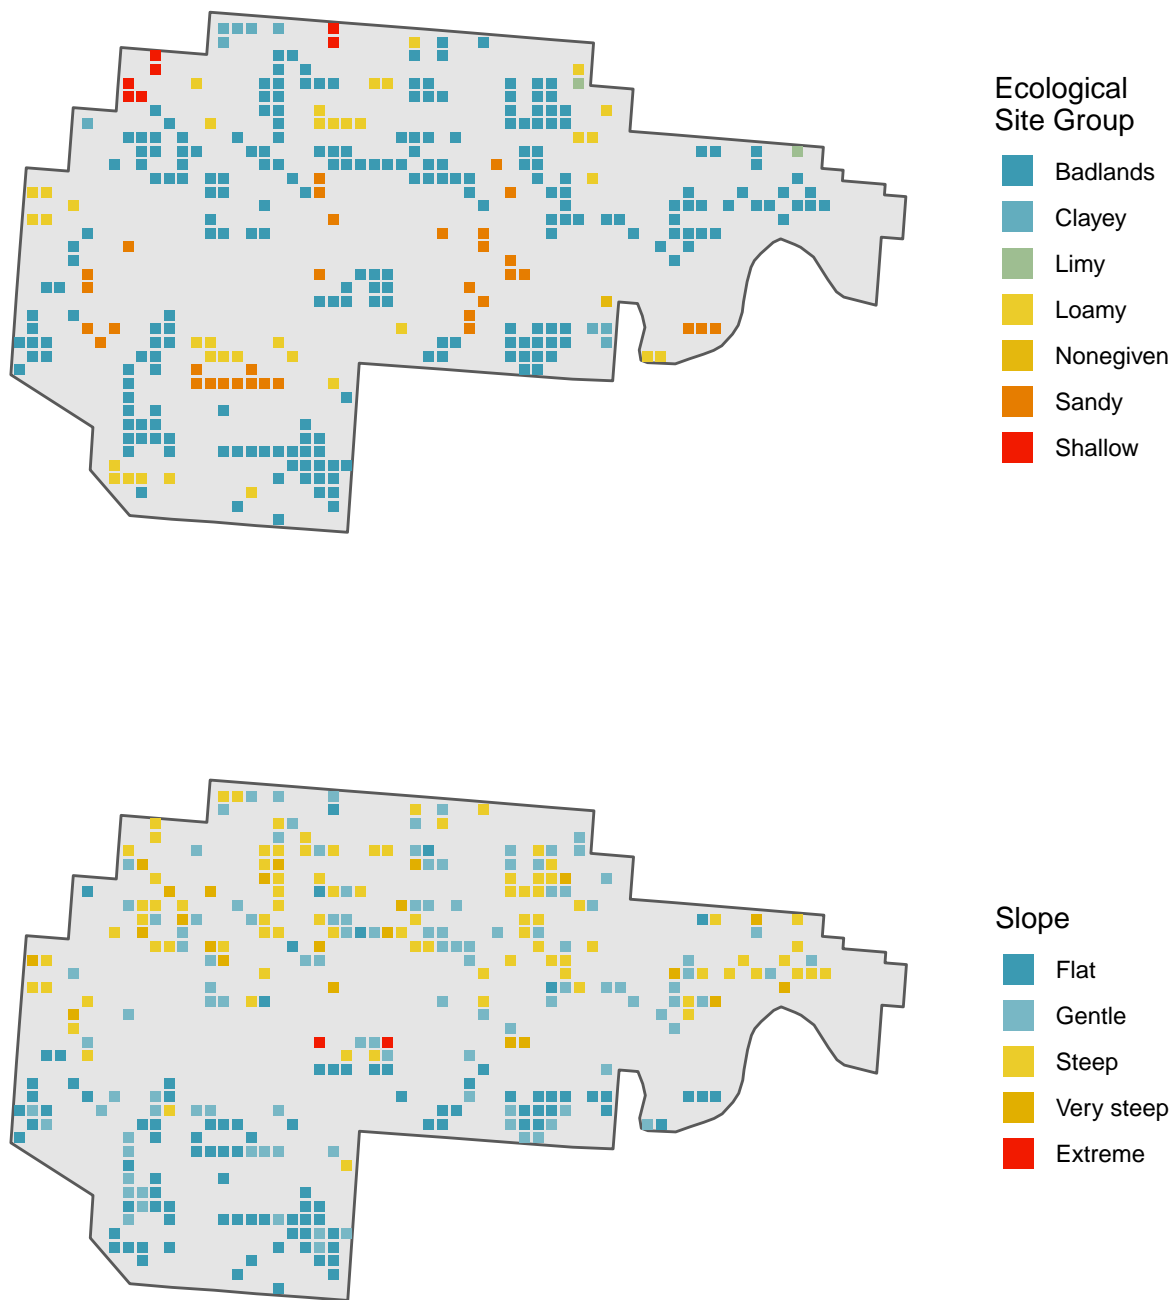 Ecological
Site Group
Badlands
Clayey
Limy
Loamy
Nonegiven
Sandy
Shallow
Slope
Flat
Gentle
Steep
Very steep
Extreme